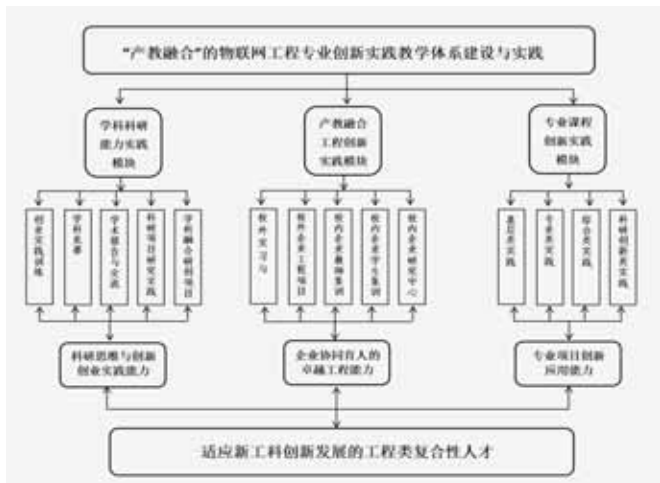 “产教融合”的物联网工程专业创新实践教学体系建设与实践
学科科研
能力实践
模块
产教融合
工程创新
实践模块
专业课程
创新实践
模块
创业实践训练
学科竞赛
学术报告与交流
科研项目研究实践
学科融合研创项目
校外实习
校外企业工程项目
校内企业教师集训
校内企业学生集训
校内企业研究中心
基层类实践
专业类实践
综合类实践
科研创新类实践
科研思维与创新
创业实践能力
企业协同育人的
卓越工程能力
专业项目创新
应用能力
适应新工科创新发展的工程类复合性人才